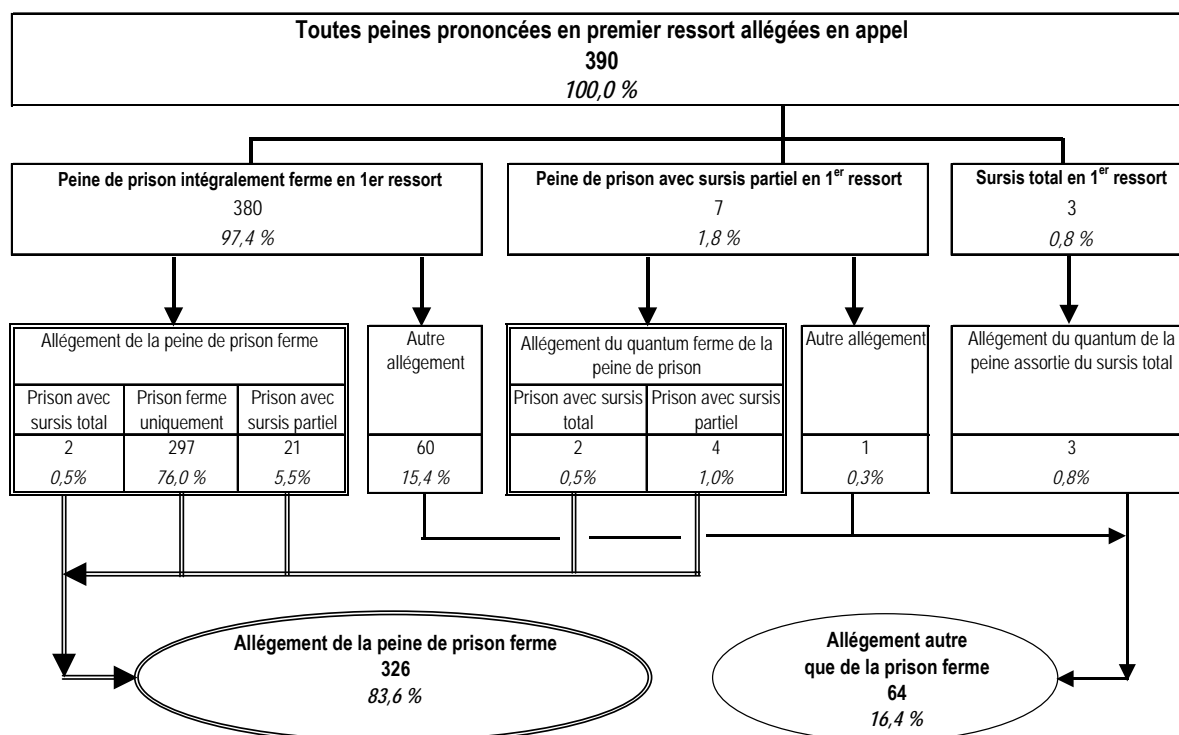 Toutes peines prononcées en premier ressort allégées en appel
390
100,0 %
Peine de prison intégralement ferme en 1er ressort
380
97,4 %
Peine de prison avec sursis partiel en 1er ressort
7
1,8 %
Sursis total en 1er ressort
3
0,8 %
Allégement de la peine de prison ferme
Prison avec
sursis total
2
0,5%
Prison ferme
uniquement
297
76,0 %
Prison avec
sursis partiel
21
5,5%
Autre
allégement
60
15,4 %
Allégement du quantum ferme de la
peine de prison
Prison avec sursis
total
2
0,5%
Prison avec sursis
partiel
4
1,0%
Autre allégement
1
0,3%
Allégement du quantum de la
peine assortie du sursis total
3
0,8%
Allégement de la peine de prison ferme
326
83,6 %
Allégement autre
que de la prison ferme
64
16,4 %